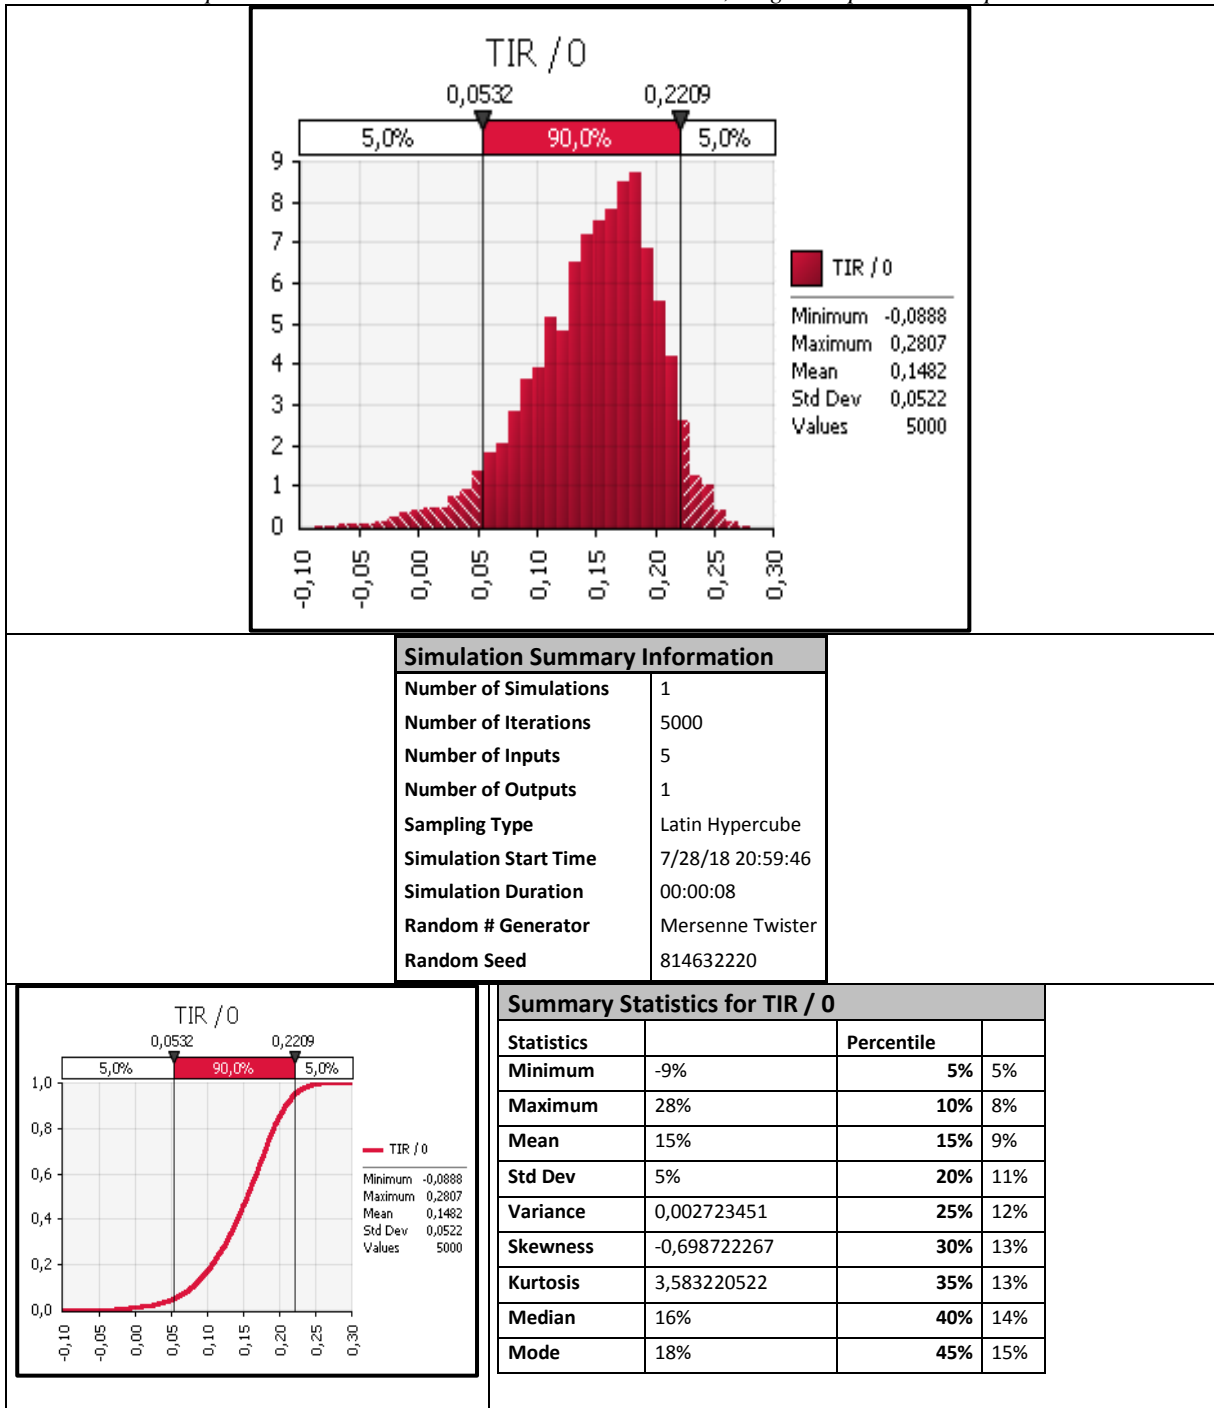 TIR / 0
0,0532 0,2209
5,0% 90,0% 5,0%
9
8
7
6
5
4
3
2
1
0
-0,10 -0,05 0,00 0,05 0,10 0,15 0,20 0,25 0,30
TIR / 0
Minimum -0,0888
Maximum 0,2807
Mean 0,1482
Std Dev 0,0522
Values 5000
Simulation Summary Information
Number of Simulations 1
Number of Iterations 5000
Number of Inputs 5
Number of Outputs 1
Sampling Type Latin Hypercube
Simulation Start Time 7/28/18 20:59:46
Simulation Duration 00:00:08
Random # Generator Mersenne Twister
Random Seed 814632220
TIR / 0
0,0532 0,2209
5,0% 90,0% 5,0%
1,0
0,8
0,6
0,4
0,2
0,0
-0,10 -0,05 0,00 0,05 0,10 0,15 0,20 0,25 0,30
TIR / 0
Minimum -0,0888
Maximum 0,2807
Mean 0,1482
Std Dev 0,0522
Values 5000
Summary Statistics for TIR / 0
Statistics Percentile
Minimum -9% 5% 5%
Maximum 28% 10% 8%
Mean 15% 15% 9%
Std Dev 5% 20% 11%
Variance 0,002723451 25% 12%
Skewness -0,698722267 30% 13%
Kurtosis 3,583220522 35% 13%
Median 16% 40% 14%
Mode 18% 45% 15%